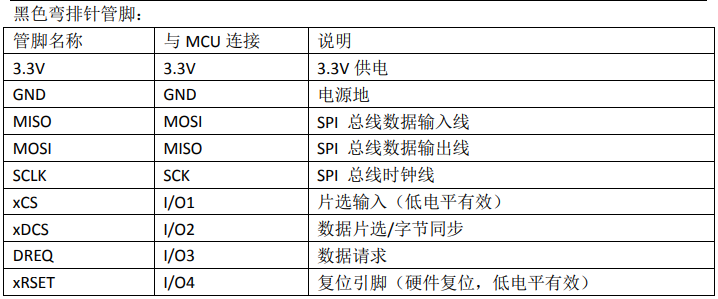 黑色弯排针管脚：
管脚名称 与 MCU 连接 说明
3.3V 3.3V 3.3V 供电
GND GND 电源地
MISO MOSI SPI 总线数据输入线
MOSI MISO SPI 总线数据输出线
SCLK SCK SPI 总线时钟线
xCS I/O1 片选输入（低电平有效）
xDCS I/O2 数据片选/字节同步
DREQ I/O3 数据请求
xRSET I/O4 复位引脚（硬件复位，低电平有效）